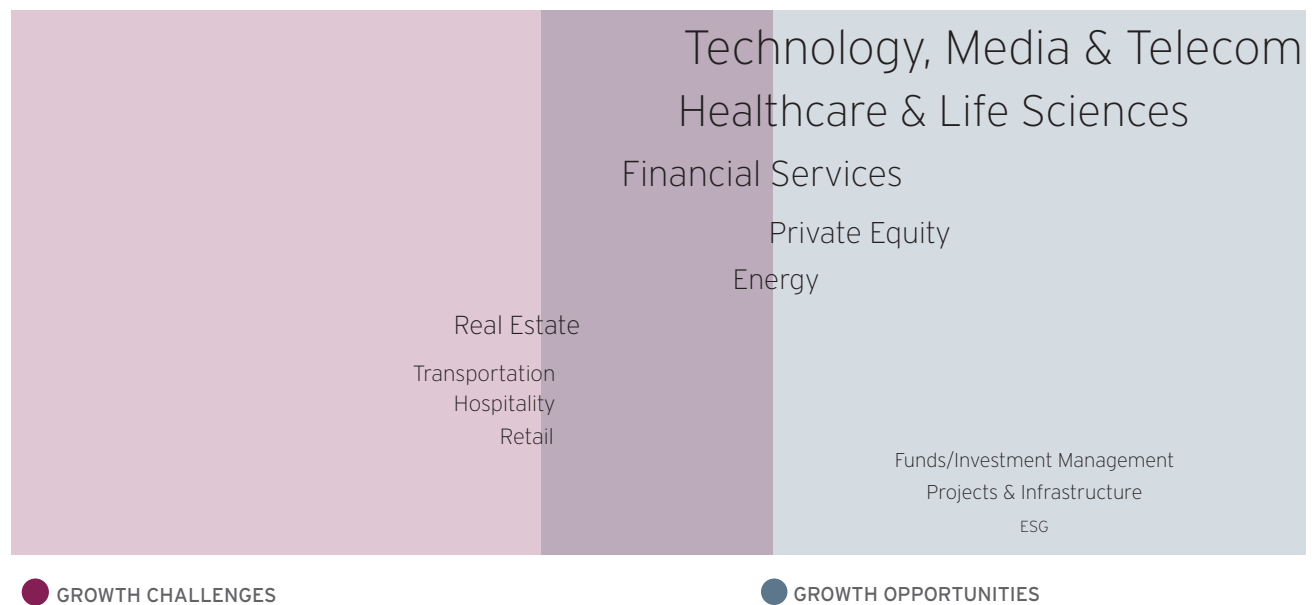 Technology, Media & Telecom
Healthcare & Life Sciences
Financial Services
Private Equity
Energy
Real Estate
Transportation
Hospitality
Retail
Funds/Investment Management
Projects & Infrastructure
ESG
GROWTH CHALLENGES
GROWTH OPPORTUNITIES